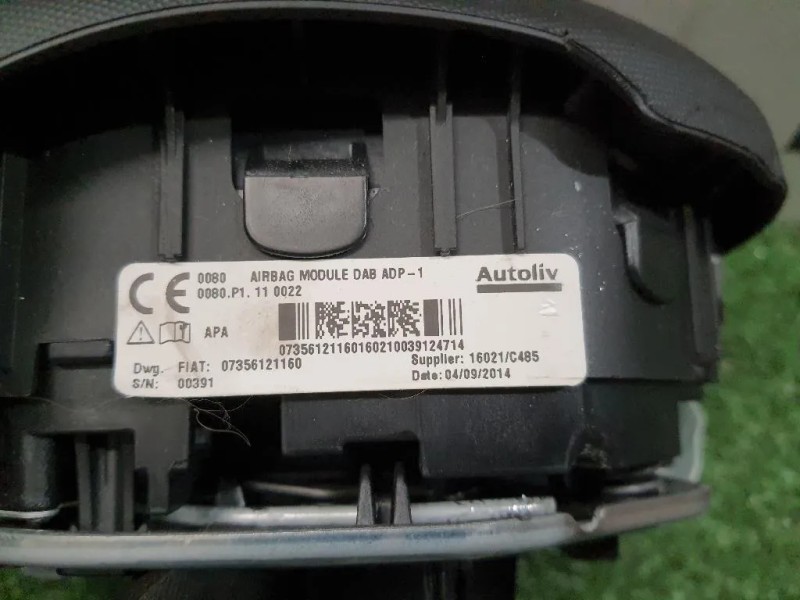 CE 0080 AIRBAG MODULE DAB ADP-1
0080.P1. 11 0022
Autoliv
APA
07356121160160210039124714
Dwg. FIAT: 07356121160
Supplier: 16021/C485
S/N: 00391
Date: 04/09/2014